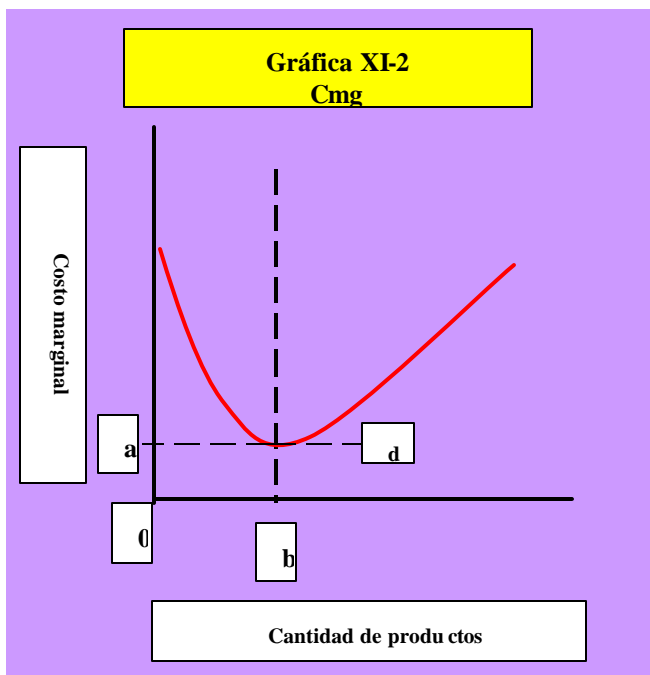 Gráfica XI-2
Cmg
Costo marginal
a
d
0
b
Cantidad de produ ctos